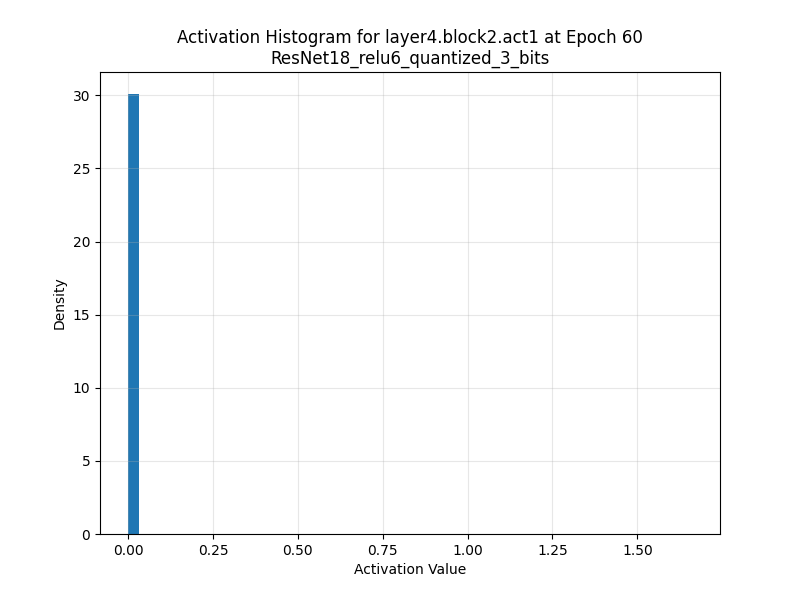 Activation Histogram for layer4.block2.act1 at Epoch 60
ResNet18_relu6_quantized_3_bits
30
25
20
15
10
5
0
Density
0.00 0.25 0.50 0.75 1.00 1.25 1.50
Activation Value